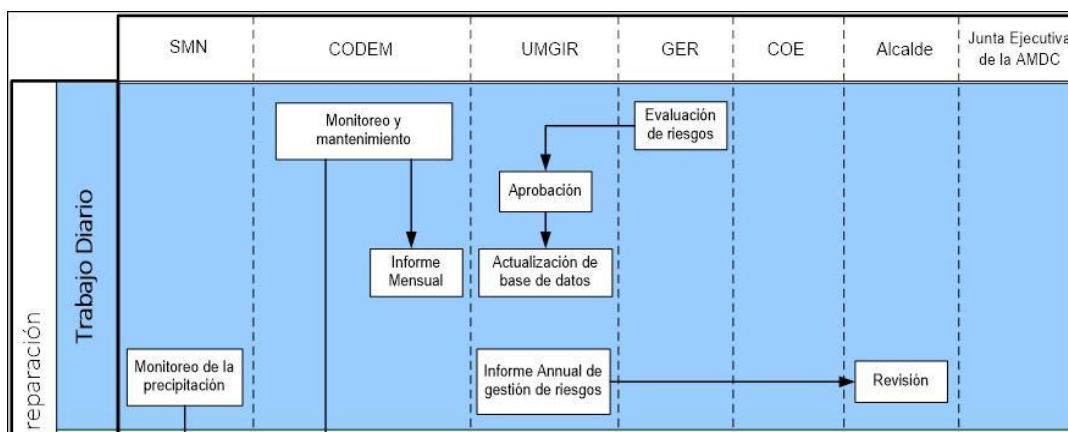 SMN
CODEM
UMGIR
GER
COE
Alcalde
Junta Ejecutiva
de la AMDC
reparación
Trabajo Diario
Monitoreo y
mantenimiento
Evaluación
de riesgos
Aprobación
Informe
Mensual
Actualización de
base de datos
Monitoreo de la
precipitación
Informe Annual de
gestión de riesgos
Revisión